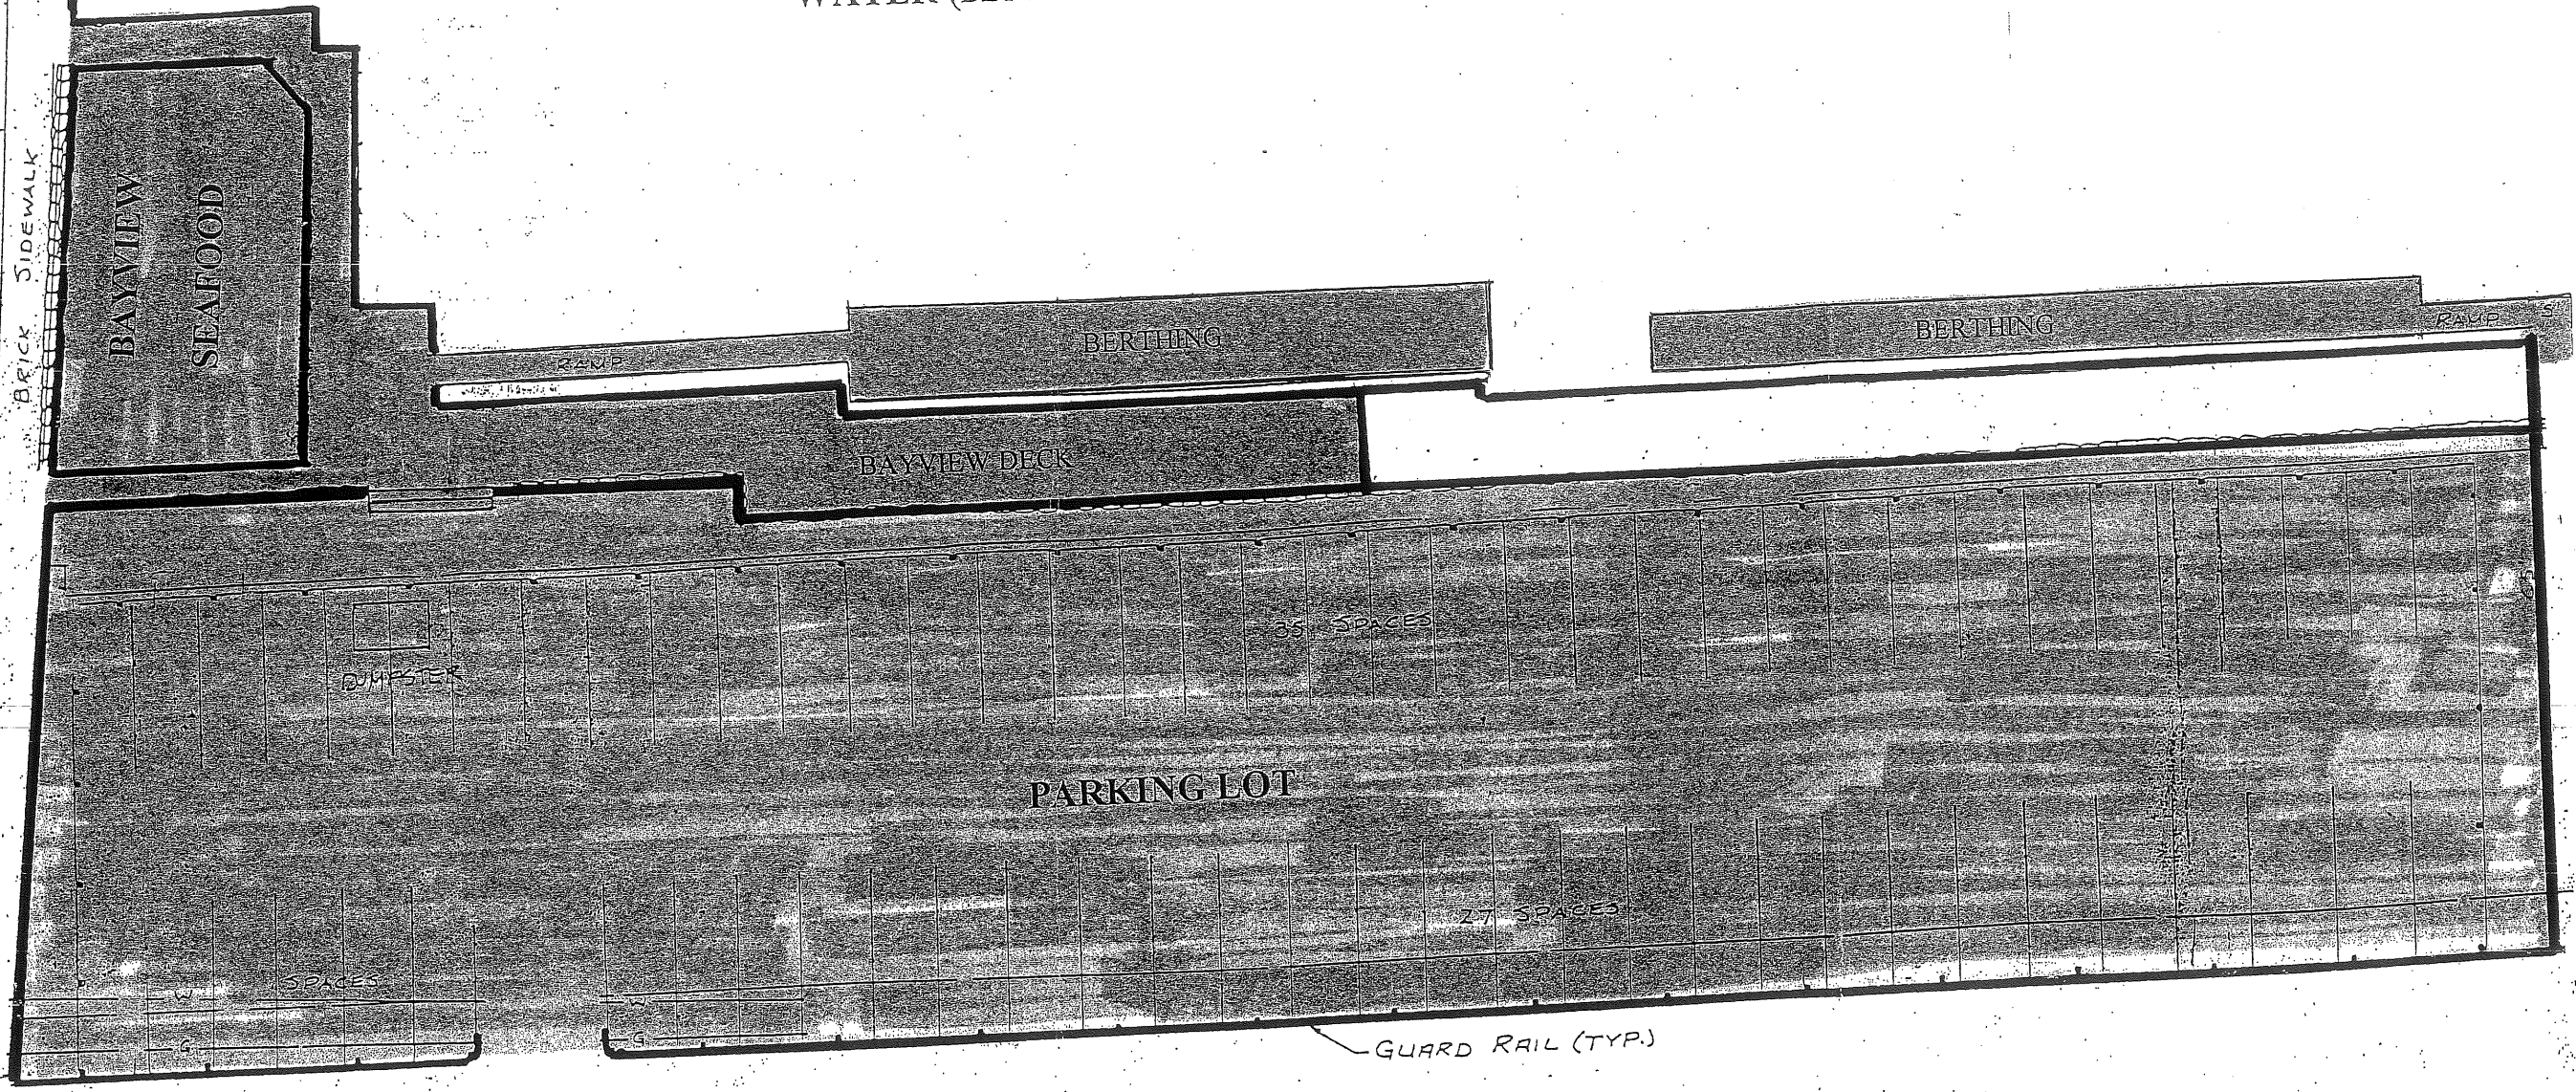 WATER
BRICK SIDEWALK
BAYVIEW
SEAFOOD
RAMP
BERTHING
BERTHING
RAMP
BAYVIEW DECK
35 SPACES
DUMPSTER
PARKING LOT
27 SPACES
SPACES
W
W
G
G
GUARD RAIL (TYP.)